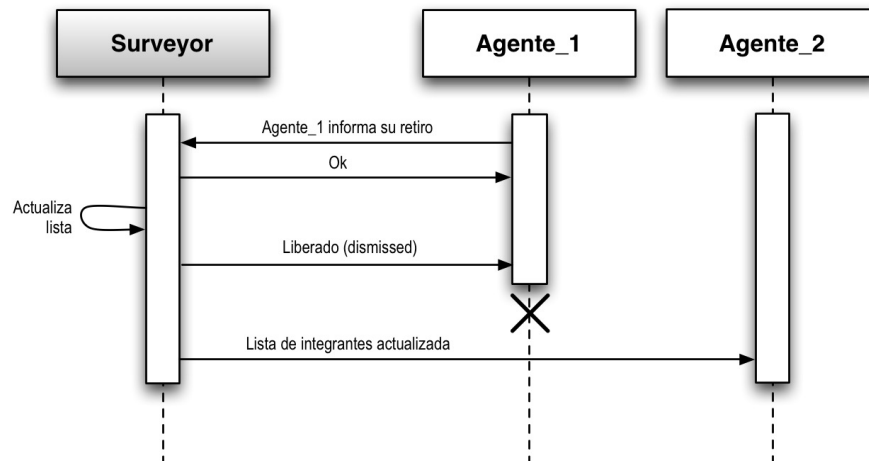 Surveyor
Agente_1
Agente_2
Agente_1 informa su retiro
Ok
Actualiza
lista
Liberado (dismissed)
Lista de integrantes actualizada